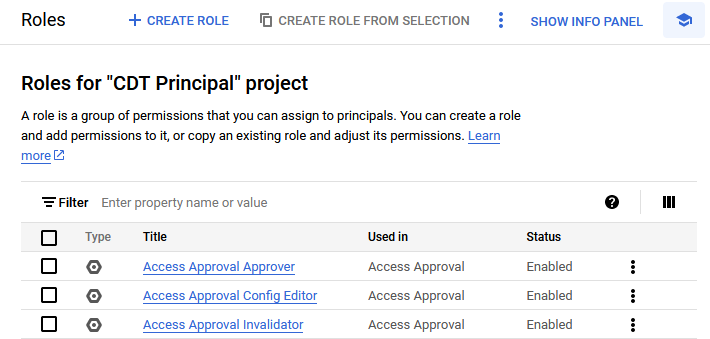 Roles
CREATE ROLE
CREATE ROLE FROM SELECTION
SHOW INFO PANEL
Roles for "CDT Principal" project
A role is a group of permissions that you can assign to principals. You can create a role
and add permissions to it, or copy an existing role and adjust its permissions. Learn
more
Filter Enter property name or value
Type Title Used in Status
Access Approval Approver Access Approval Enabled
Access Approval Config Editor Access Approval Enabled
Access Approval Invalidator Access Approval Enabled